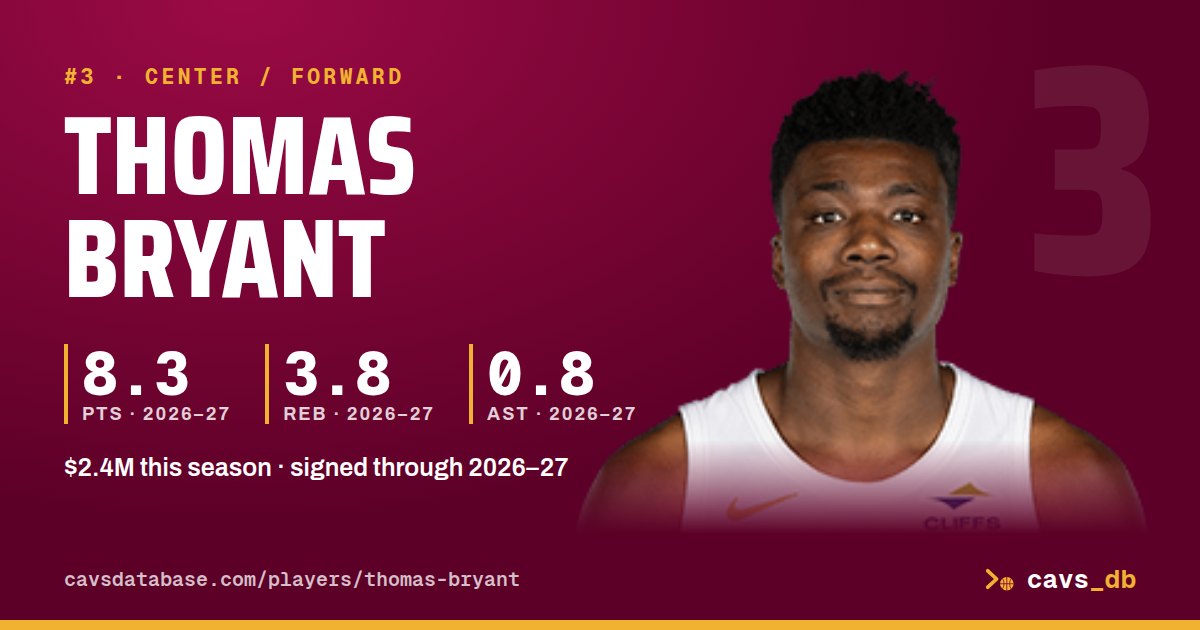 #3 · CENTER / FORWARD
THOMAS
BRYANT
3
8.3 3.8 0.8
PTS · 2026–27 REB · 2026–27 AST · 2026–27
$2.4M this season · signed through 2026–27
CLIFFS
cavsdatabase.com/players/thomas-bryant
cavs_db